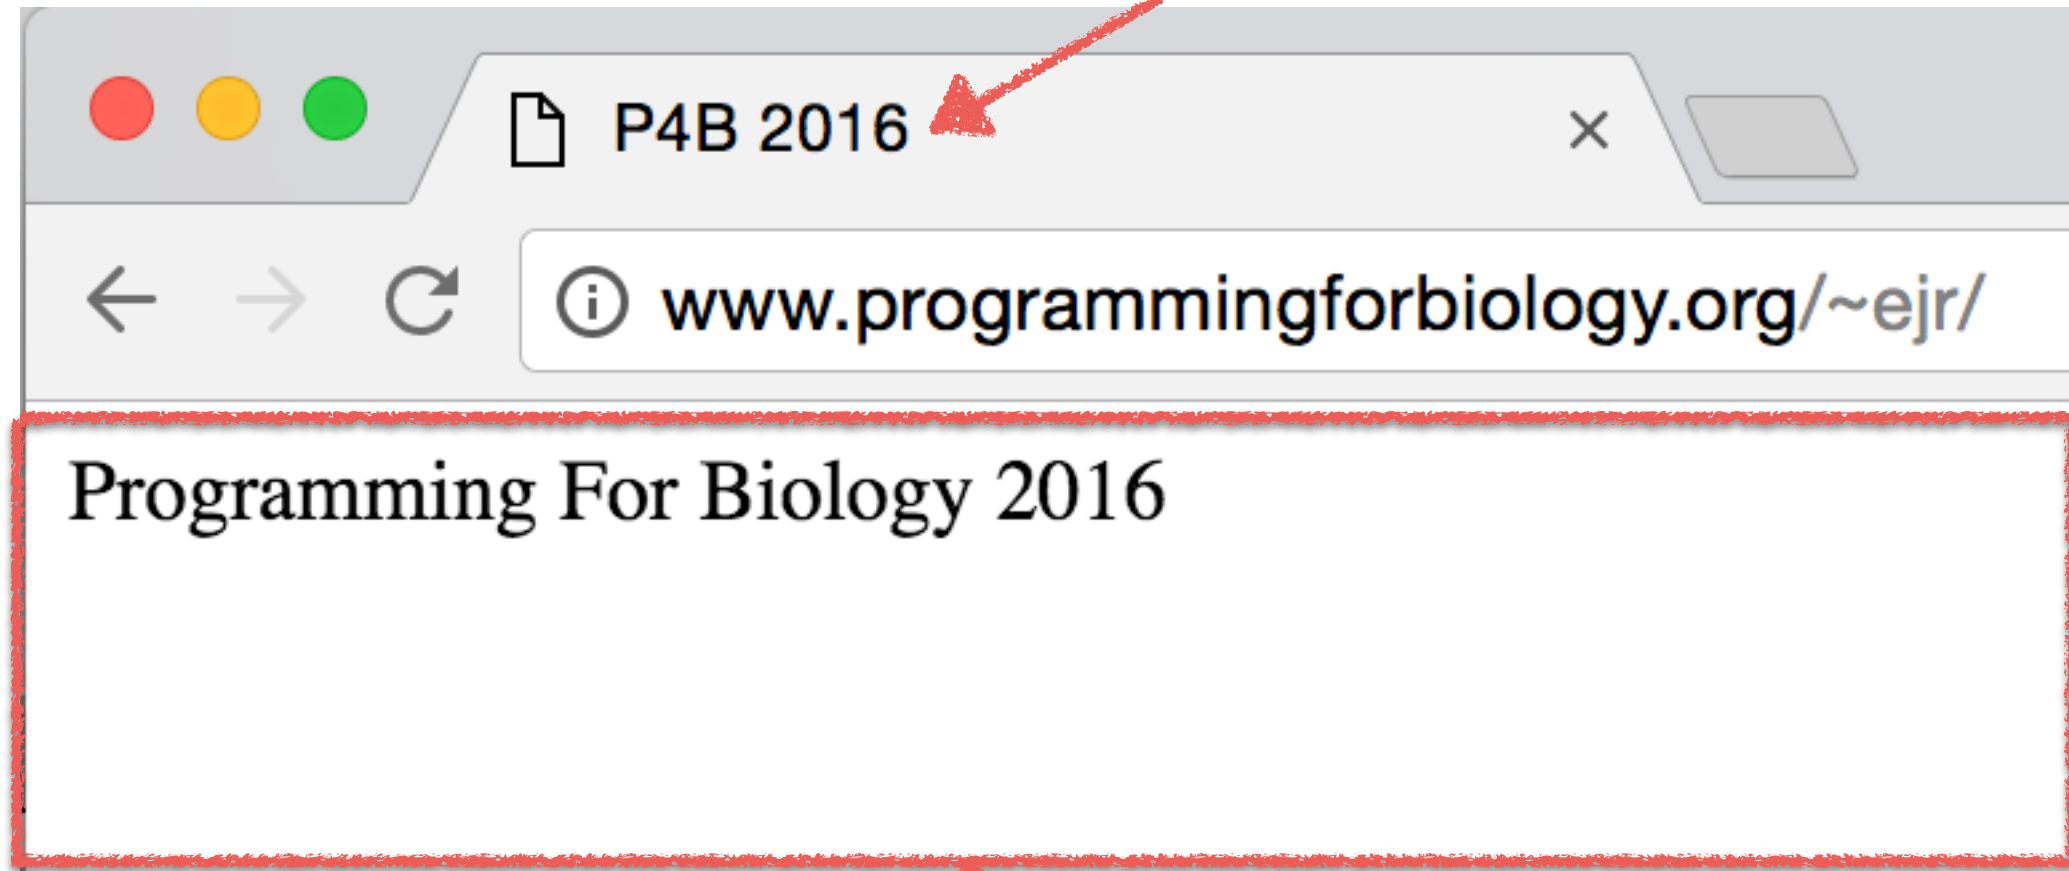 P4B 2016
www.programmingforbiology.org/~ejr/
Programming For Biology 2016